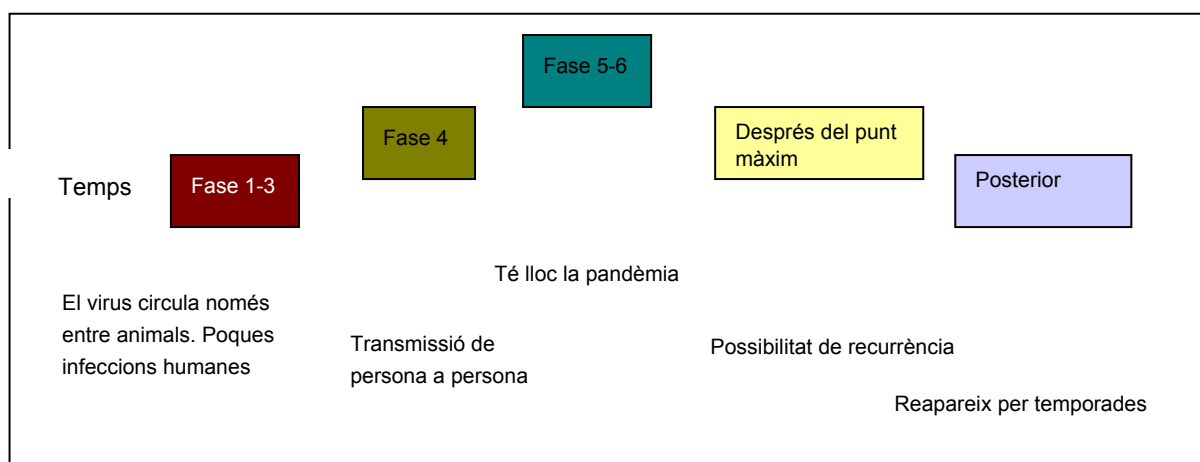 Fase 5-6
Fase 4
Després del punt
màxim
Temps
Fase 1-3
Posterior
Té lloc la pandèmia
El virus circula només
entre animals. Poques
infeccions humanes
Transmissió de
persona a persona
Possibilitat de recurrència
Reapareix per temporades